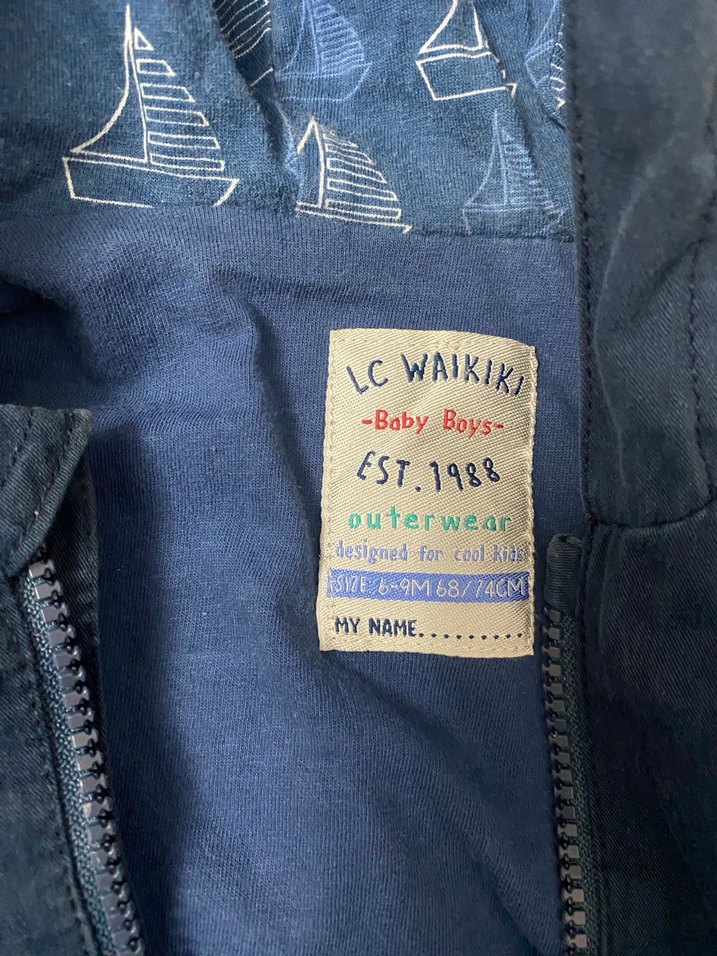 LC WAIKIKI
-Baby Boys-
EST. 1988
outerwear
designed for cool kids
SIZE 6-9M 68/74CM
MY NAME.........